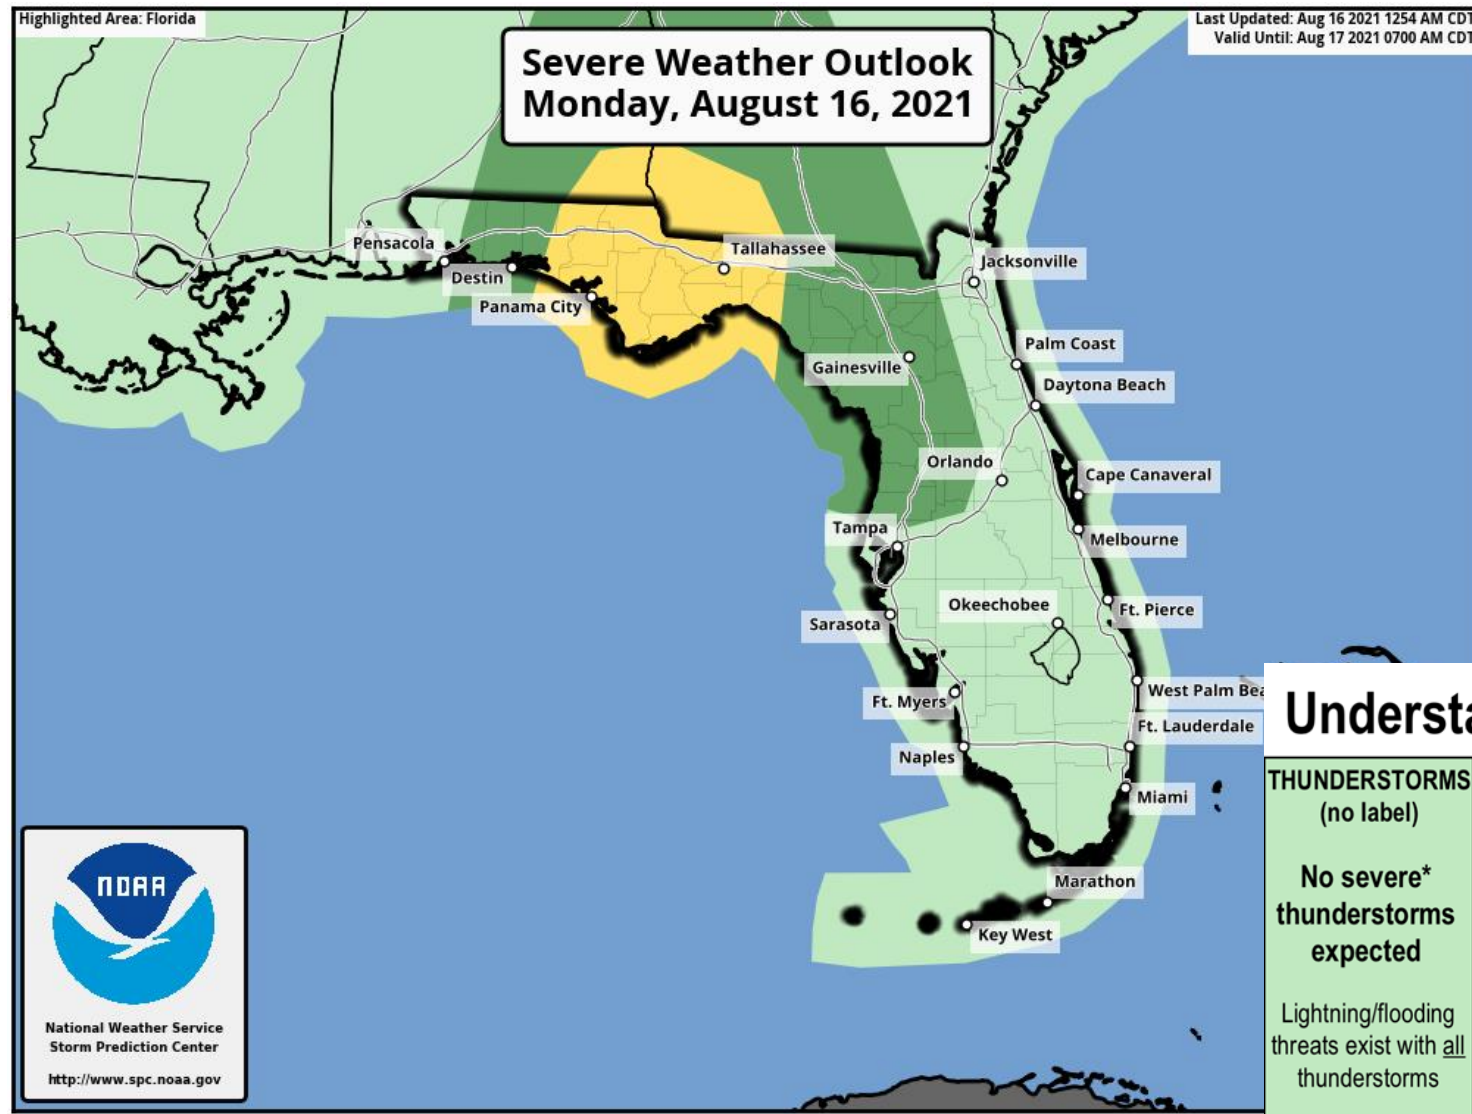 Highlighted Area: Florida
Last Updated: Aug 16 2021 1254 AM CDT
Valid Until: Aug 17 2021 0700 AM CDT
Severe Weather Outlook
Monday, August 16, 2021
Pensacola
Destin
Panama City
Tallahassee
Jacksonville
Gainesville
Palm Coast
Daytona Beach
Orlando
Cape Canaveral
Tampa
Melbourne
Okeechobee
Ft. Pierce
Sarasota
Ft. Myers
West Palm Bea
Ft. Lauderdale
Naples
Miami
Marathon
Key West
NOAA
National Weather Service
Storm Prediction Center
http://www.spc.noaa.gov
Understa
THUNDERSTORMS
(no label)
No severe*
thunderstorms
expected
Lightning/flooding
threats exist with all
thunderstorms